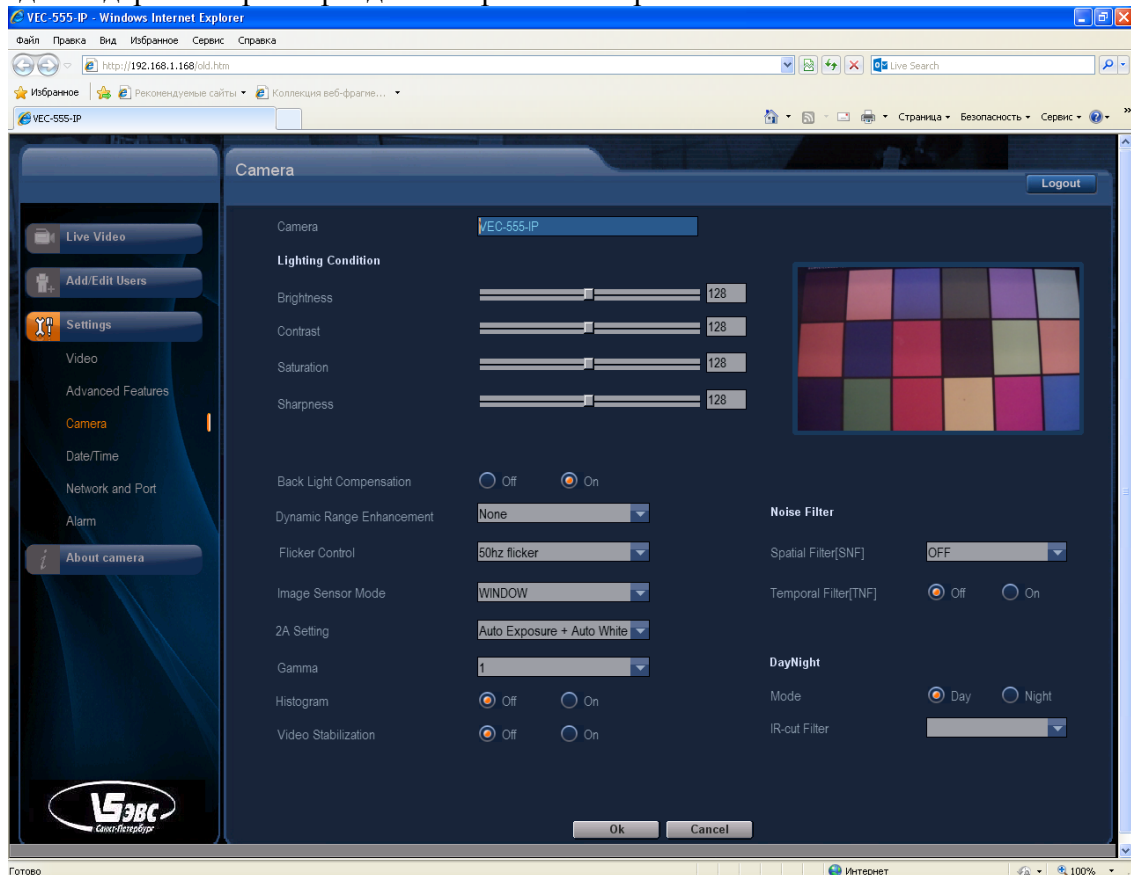 VEC-555-IP - Windows Internet Explorer
Файл Правка Вид Избранное Сервис Справка
http://192.168.1.168/old.htm
Live Search
Избранное Рекомендуемые сайты Коллекция веб-фрагме...
VEC-555-IP
Страница Безопасность Сервис
Camera
Logout
Live Video
Add/Edit Users
Settings
Video
Advanced Features
Camera
Date/Time
Network and Port
Alarm
About camera
Camera VEC-555-IP
Lighting Condition
Brightness 128
Contrast 128
Saturation 128
Sharpness 128
Back Light Compensation Off On
Dynamic Range Enhancement None
Flicker Control 50hz flicker
Image Sensor Mode WINDOW
2A Setting Auto Exposure + Auto White
Gamma 1
Histogram Off On
Video Stabilization Off On
Noise Filter
Spatial Filter[SNF] OFF
Temporal Filter[TNF] Off On
DayNight
Mode Day Night
IR-cut Filter
ЭВС
Санкт-Петербург
Ok Cancel
Готово Интернет 100%